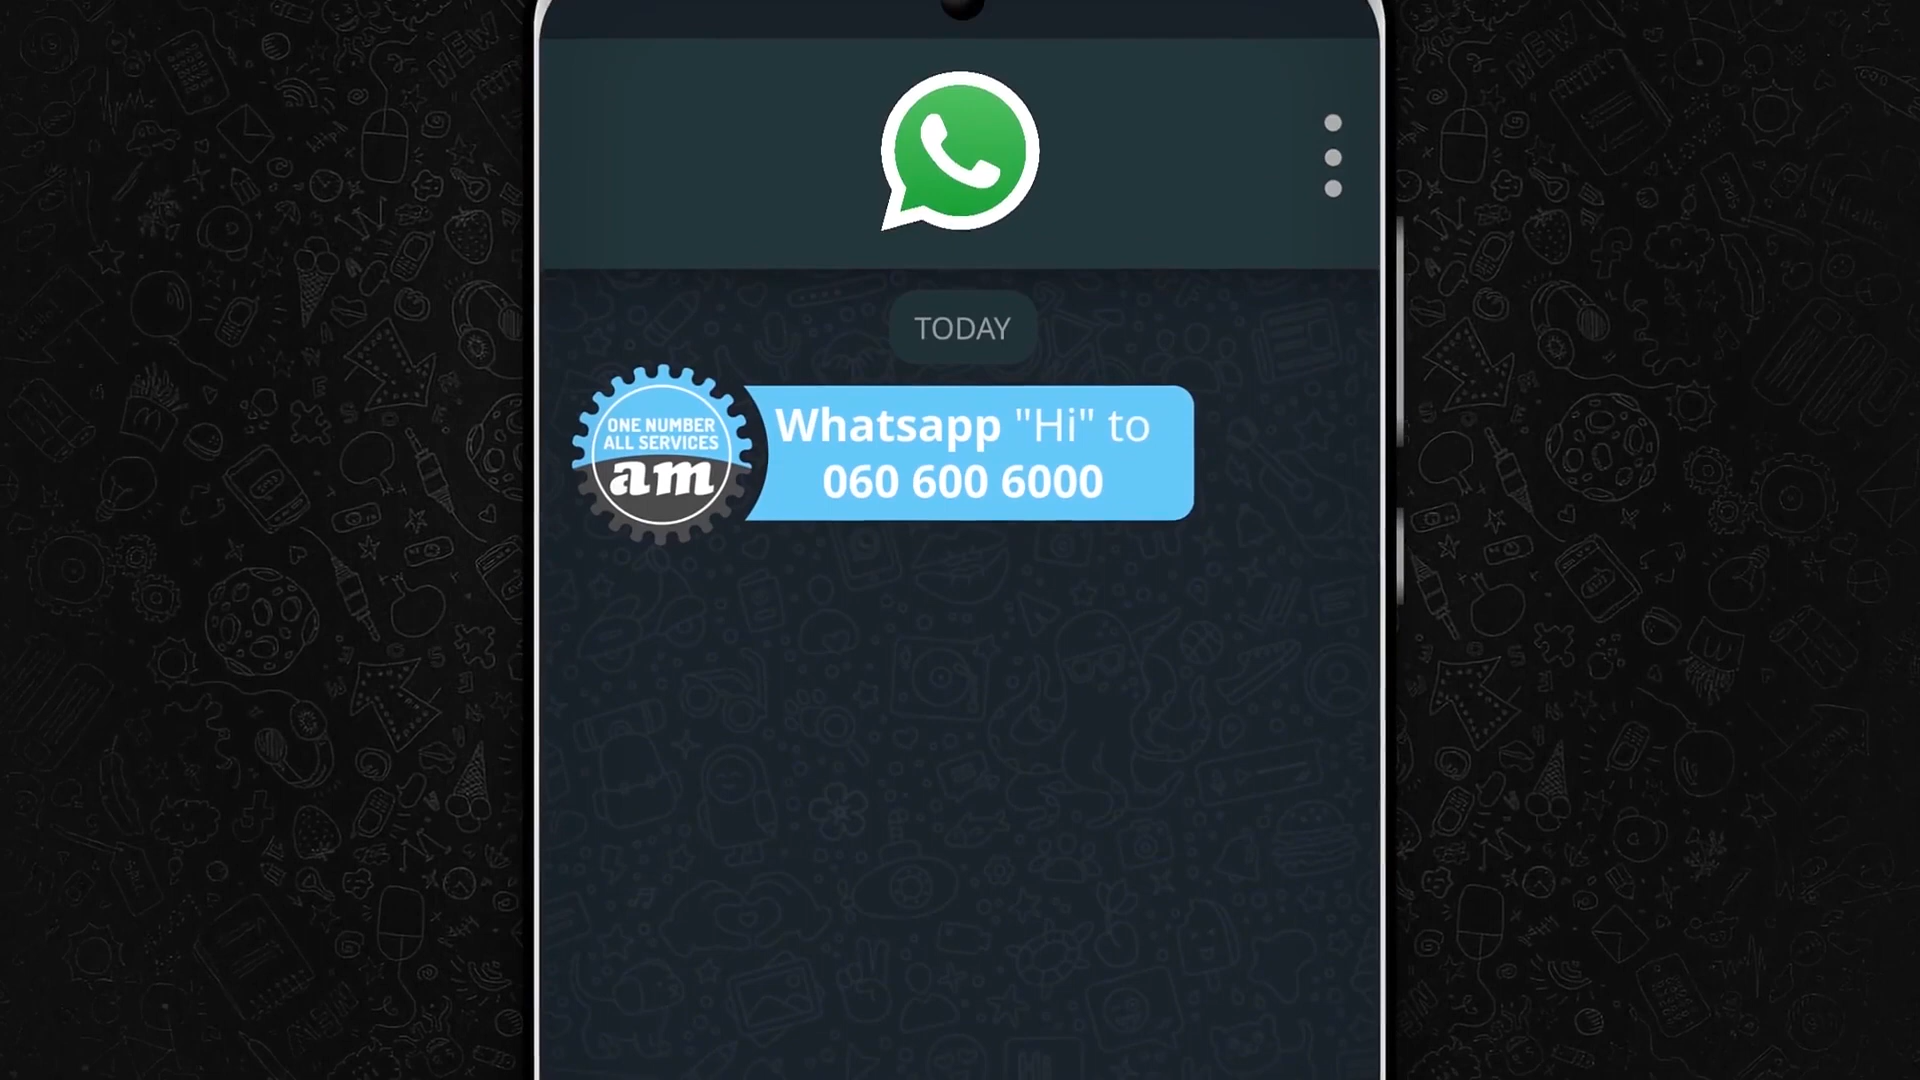 TODAY
ONE NUMBER
ALL SERVICES
am
Whatsapp "Hi" to
060 600 6000